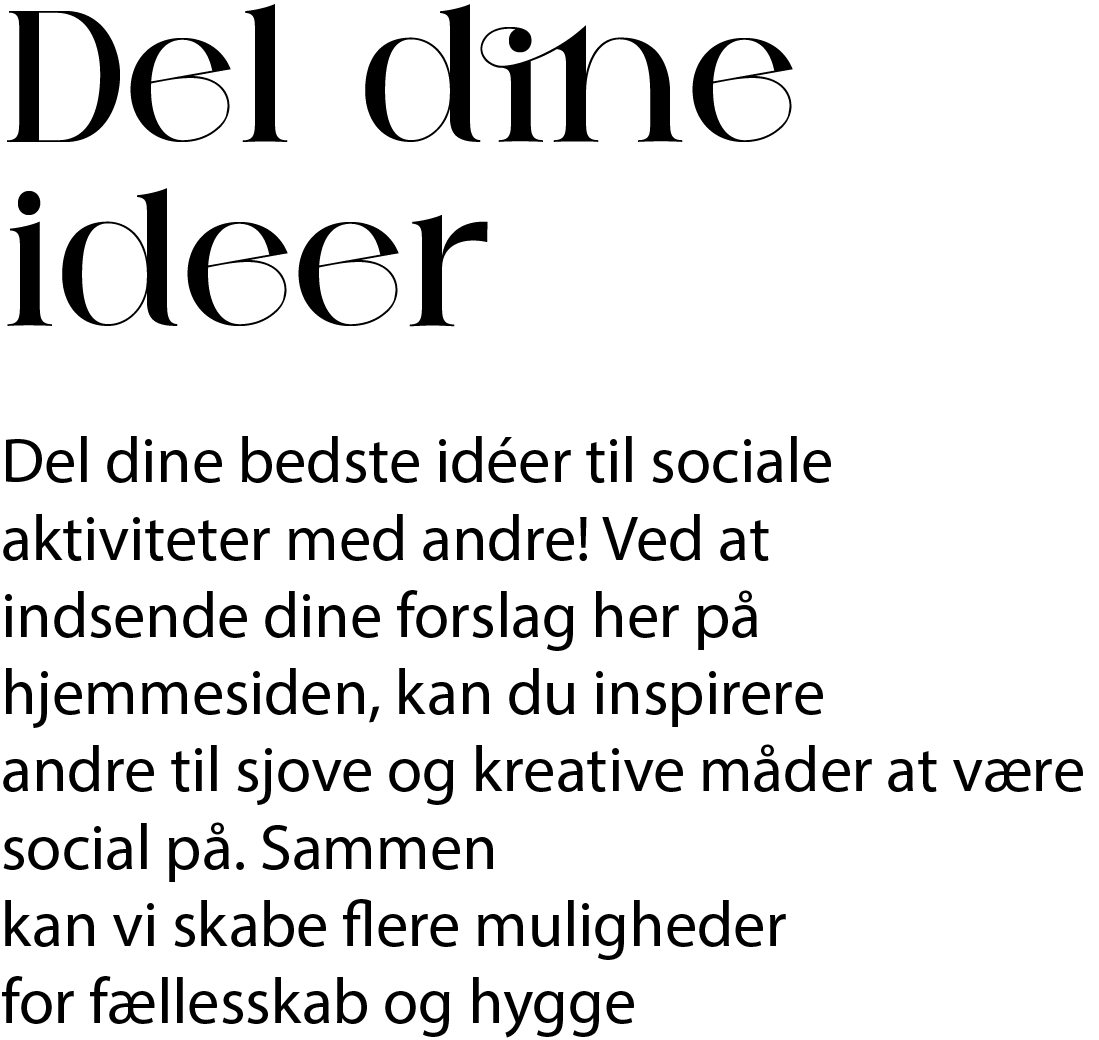 Del dine
ideer
Del dine bedste idéer til sociale
aktiviteter med andre! Ved at
indsende dine forslag her på
hjemmesiden, kan du inspirere
andre til sjove og kreative måder at være
social på. Sammen
kan vi skabe flere muligheder
for fællesskab og hygge